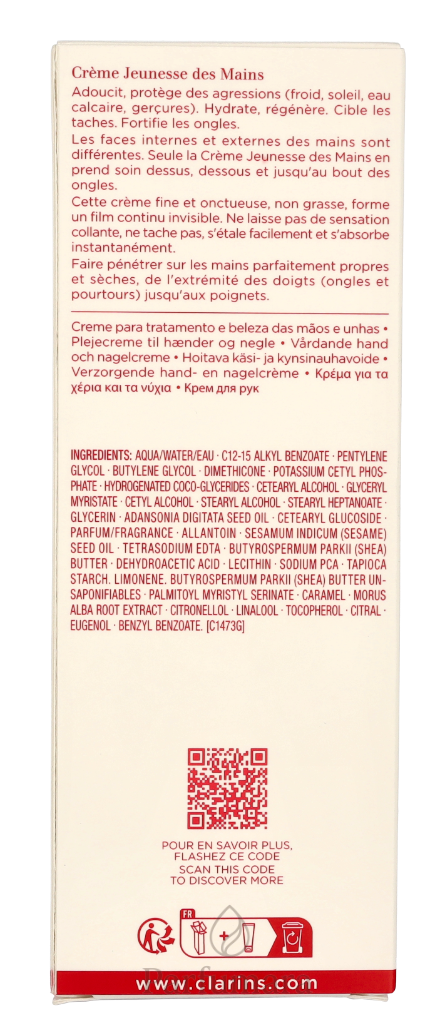 Crème Jeunesse des Mains
Adoucit, protège des agressions (froid, soleil, eau
calcaire, gerçures). Hydrate, régénère. Cible les
taches. Fortifie les ongles.
Les faces internes et externes des mains sont
différentes. Seule la Crème Jeunesse des Mains en
prend soin dessus, dessous et jusqu'au bout des
ongles.
Cette crème fine et onctueuse, non grasse, forme
un film continu invisible. Ne laisse pas de sensation
collante, ne tache pas, s'étale facilement et s'absorbe
instantanément.
Faire pénétrer sur les mains parfaitement propres
et sèches, de l'extrémité des doigts (ongles et
pourtours) jusqu'aux poignets.
Creme para tratamento e beleza das mãos e unhas •
Plejecreme til hænder og negle • Vårdande hand
och nagelcreme • Hoitava käsi- ja kynsinauhavoide •
Verzorgende hand- en nagelcrème • Κρέμα για τα
χέρια και τα νύχια • Крем для рук
INGREDIENTS: AQUA/WATER/EAU · C12-15 ALKYL BENZOATE · PENTYLENE
GLYCOL · BUTYLENE GLYCOL · DIMETHICONE · POTASSIUM CETYL PHOS-
PHATE · HYDROGENATED COCO-GLYCERIDES · CETEARYL ALCOHOL · GLYCERYL
MYRISTATE · CETYL ALCOHOL · STEARYL ALCOHOL · STEARYL HEPTANOATE ·
GLYCERIN · ADANSONIA DIGITATA SEED OIL · CETEARYL GLUCOSIDE ·
PARFUM/FRAGRANCE · ALLANTOIN · SESAMUM INDICUM (SESAME)
SEED OIL · TETRASODIUM EDTA · BUTYROSPERMUM PARKII (SHEA)
BUTTER · DEHYDROACETIC ACID · LECITHIN · SODIUM PCA · TAPIOCA
STARCH. LIMONENE. BUTYROSPERMUM PARKII (SHEA) BUTTER UN-
SAPONIFIABLES · PALMITOYL MYRISTYL SERINATE · CARAMEL · MORUS
ALBA ROOT EXTRACT · CITRONELLOL · LINALOOL · TOCOPHEROL · CITRAL ·
EUGENOL · BENZYL BENZOATE. [C1473G]
POUR EN SAVOIR PLUS,
FLASHEZ CE CODE
SCAN THIS CODE
TO DISCOVER MORE
FR
+
www.clarins.com